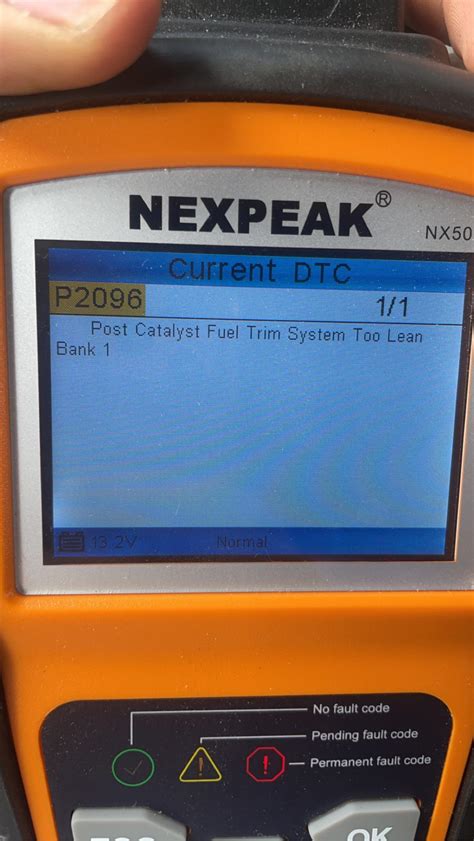 NEXPEAK®
NX50
Current DTC
P2096 1/1
Post Catalyst Fuel Trim System Too Lean
Bank 1
13.2V Normal
No fault code
Pending fault code
Permanent fault code
OK